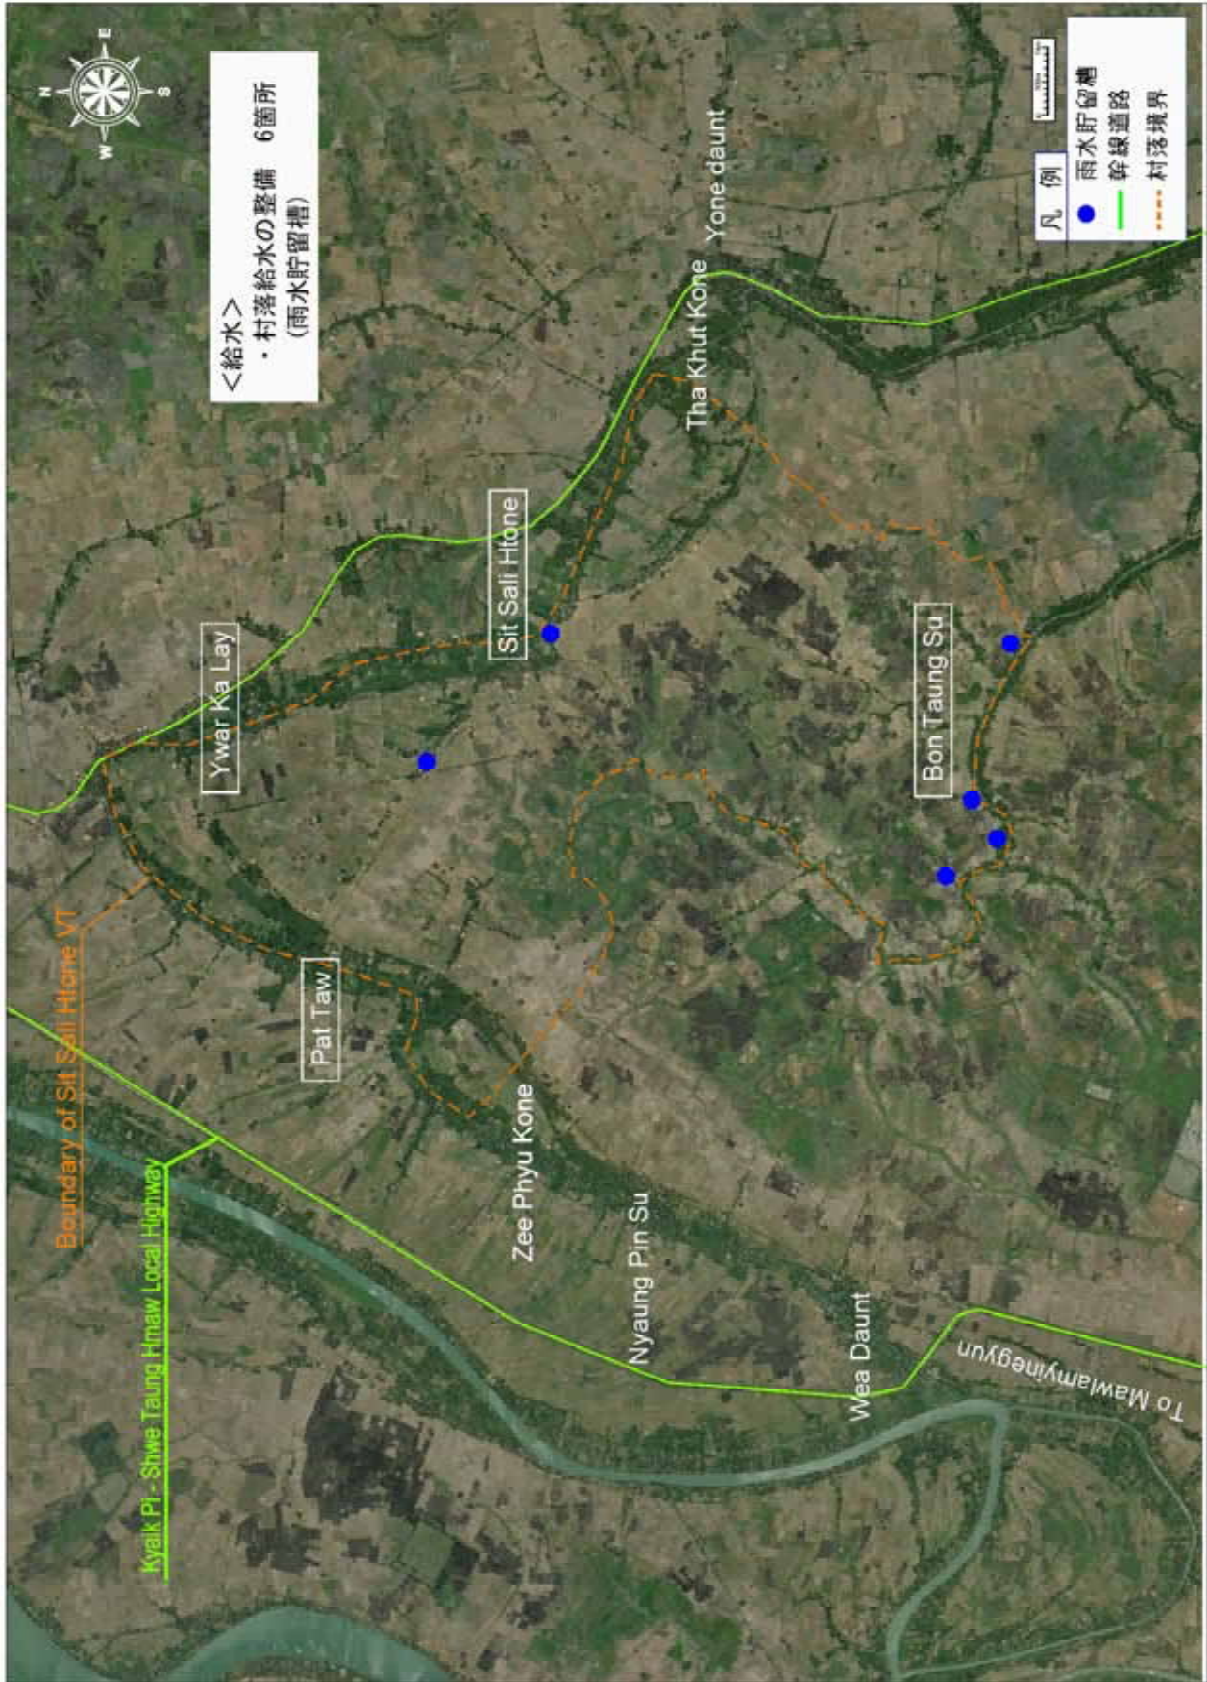 N
E
S
W
<給水>
・村落給水の整備 6箇所
(雨水貯留槽)
Boundary of Sit Sali Htone VT
Kyaik Pi - Shwe Taung Hmaw Local Highway
Ywar Ka Lay
Pat Taw
Sit Sali Htone
Zee Phyu Kone
Nyaung Pin Su
Tha Khut Kone
Yone daunt
Wea Daunt
Bon Taung Su
To Mawlamyinegyun
凡 例
雨水貯留槽
幹線道路
村落境界